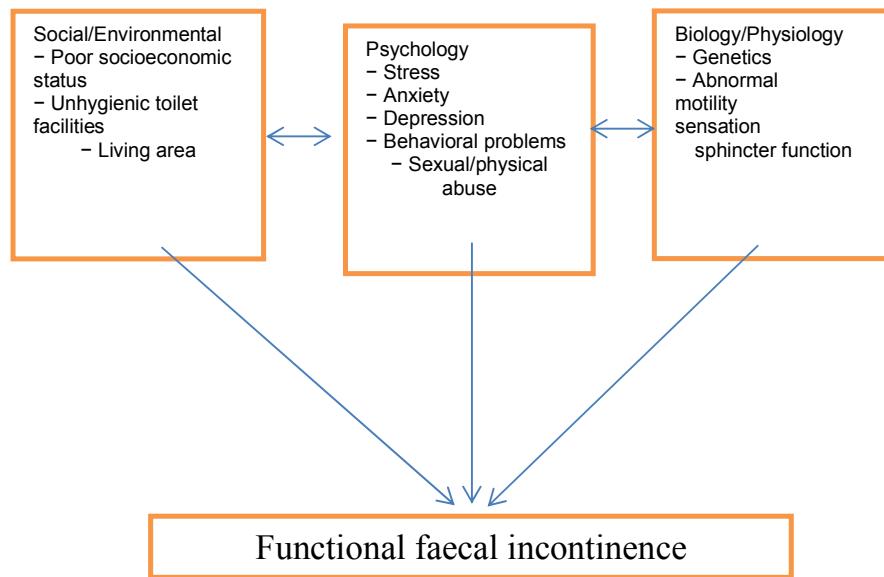 Social/Environmental
− Poor socioeconomic
status
− Unhygienic toilet
facilities
− Living area
Psychology
− Stress
− Anxiety
− Depression
− Behavioral problems
− Sexual/physical
abuse
Biology/Physiology
− Genetics
− Abnormal
motility
sensation
sphincter function
Functional faecal incontinence